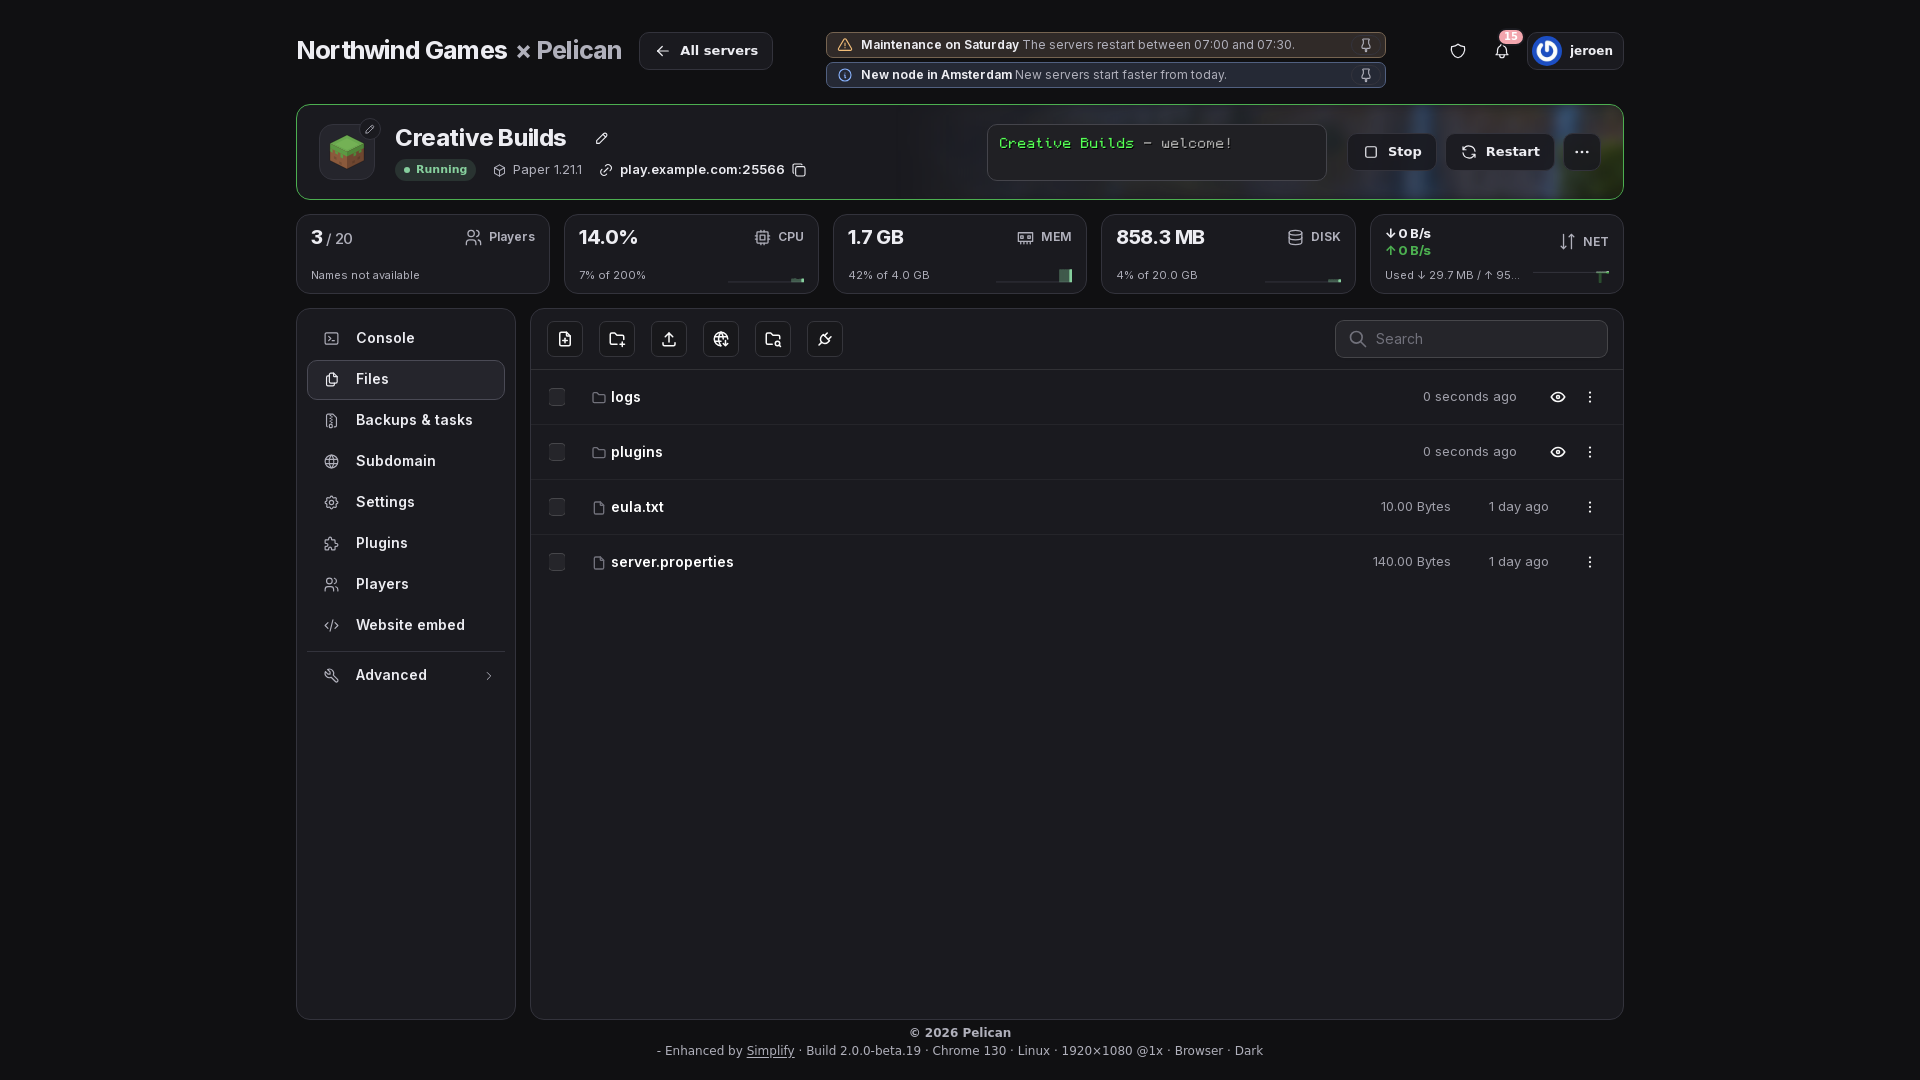 Northwind Games × Pelican
All servers
Maintenance on Saturday The servers restart between 07:00 and 07:30.
New node in Amsterdam New servers start faster from today.
15
jeroen
Creative Builds
Running
Paper 1.21.1
play.example.com:25566
Creative Builds – welcome!
Stop
Restart
3 / 20
Players
Names not available
14.0%
CPU
7% of 200%
1.7 GB
MEM
42% of 4.0 GB
858.3 MB
DISK
4% of 20.0 GB
↓ 0 B/s
↑ 0 B/s
NET
Used ↓ 29.7 MB / ↑ 95...
Console
Files
Backups & tasks
Subdomain
Settings
Plugins
Players
Website embed
Advanced
Search
logs
0 seconds ago
plugins
0 seconds ago
eula.txt
10.00 Bytes
1 day ago
server.properties
140.00 Bytes
1 day ago
© 2026 Pelican
- Enhanced by Simplify · Build 2.0.0-beta.19 · Chrome 130 · Linux · 1920×1080 @1x · Browser · Dark